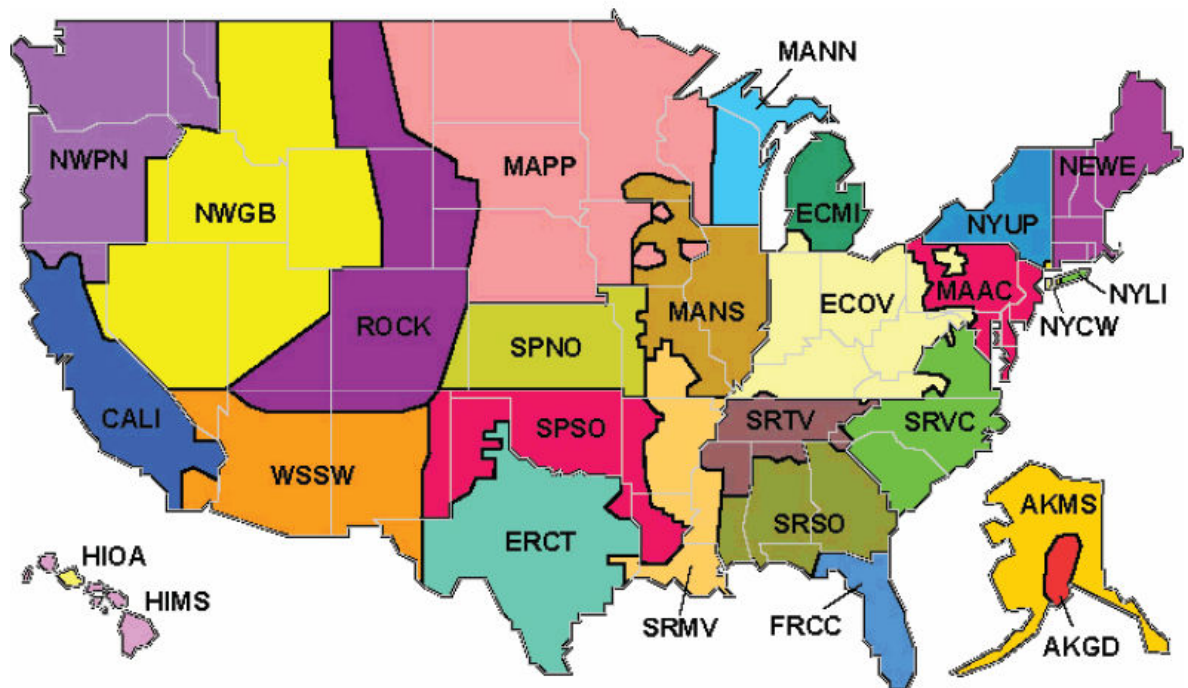 MANN
NWPN
MAPP
NEWE
NWGB
ECMI
NYUP
MAAC
NYLI
ROCK
MANS
ECOV
NYCW
SPNO
CALI
SPSO
SRTV
SRVC
WSSW
AKMS
SRSO
ERCT
HIOA
HIMS
SRMV
FRCC
AKGD